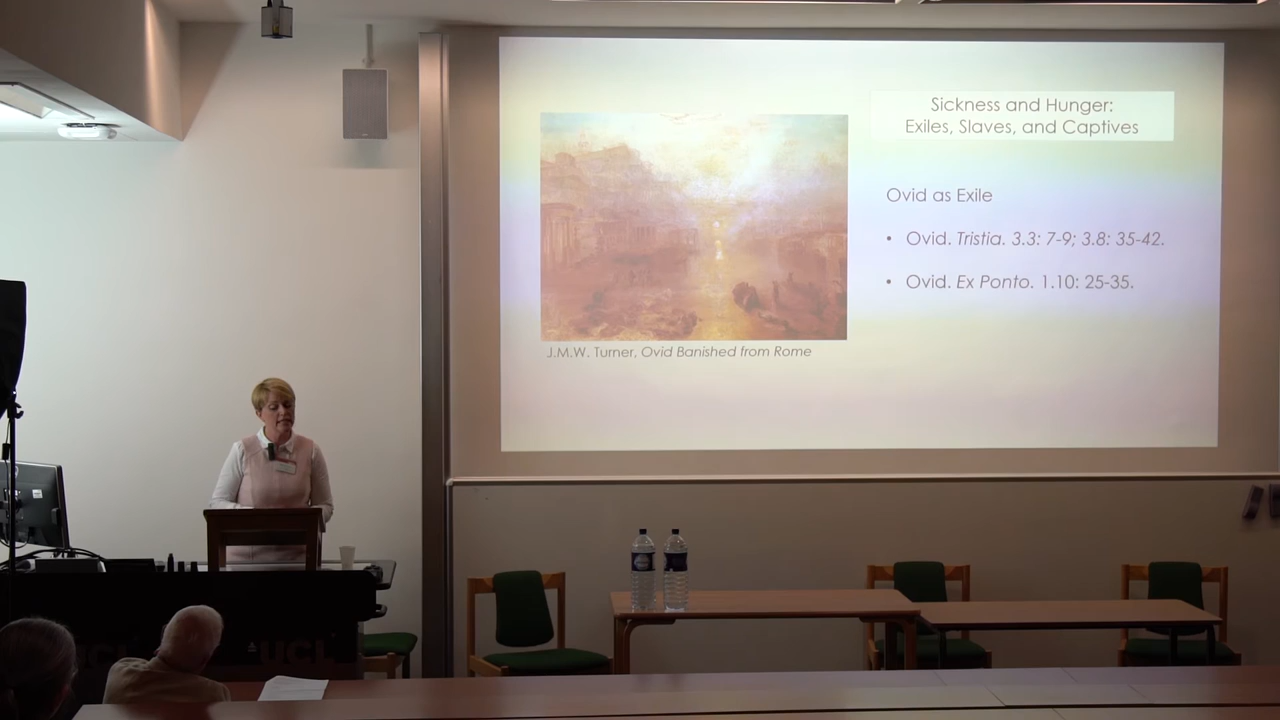 Sickness and Hunger:
Exiles, Slaves, and Captives
Ovid as Exile
• Ovid. Tristia. 3.3: 7-9; 3.8: 35-42.
• Ovid. Ex Ponto. 1.10: 25-35.
J.M.W. Turner, Ovid Banished from Rome
UCL